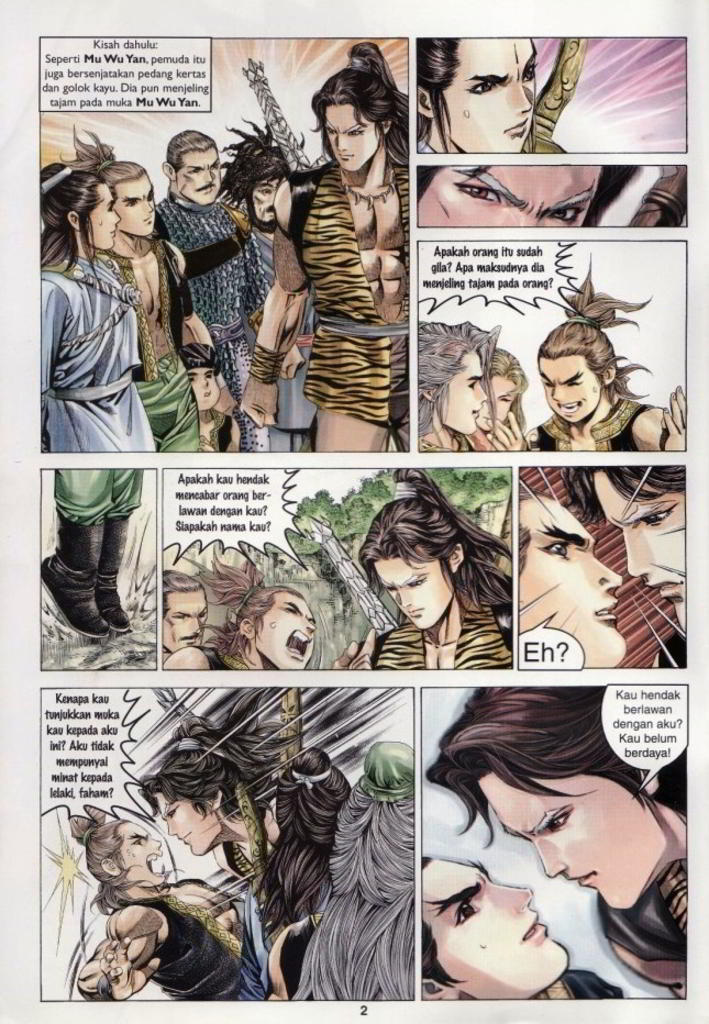 Kisah dahulu:
Seperti Mu Wu Yan, pemuda itu
juga bersenjatakan pedang kertas
dan golok kayu. Dia pun menjeling
tajam pada muka Mu Wu Yan.
Apakah orang itu sudah
gila? Apa maksudnya dia
menjeling tajam pada orang?
Apakah kau hendak
mencabar orang ber-
lawan dengan kau?
Siapakah nama kau?
Eh?
Kenapa kau
tunjukkan muka
kau kepada aku
ini? Aku tidak
mempunyai
minat kepada
lelaki, faham?
Kau hendak
berlawan
dengan aku?
Kau belum
berdaya!
2